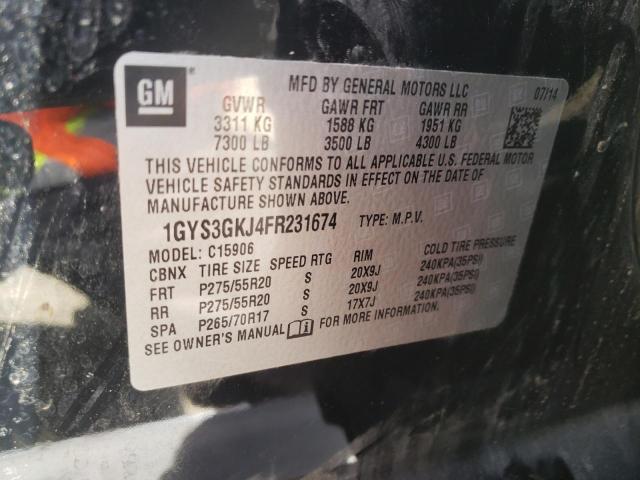 GM
MFD BY GENERAL MOTORS LLC 07/14
GVWR GAWR FRT GAWR RR
3311 KG 1588 KG 1951 KG
7300 LB 3500 LB 4300 LB
THIS VEHICLE CONFORMS TO ALL APPLICABLE U.S. FEDERAL MOTOR
VEHICLE SAFETY STANDARDS IN EFFECT ON THE DATE OF
MANUFACTURE SHOWN ABOVE.
1GYS3GKJ4FR231674 TYPE: M.P.V.
MODEL: C15906
CBNX TIRE SIZE SPEED RTG RIM COLD TIRE PRESSURE
FRT P275/55R20 S 20X9J 240KPA(35PSI)
RR P275/55R20 S 20X9J 240KPA(35PSI)
SPA P265/70R17 S 17X7J 240KPA(35PSI)
SEE OWNER'S MANUAL FOR MORE INFORMATION.